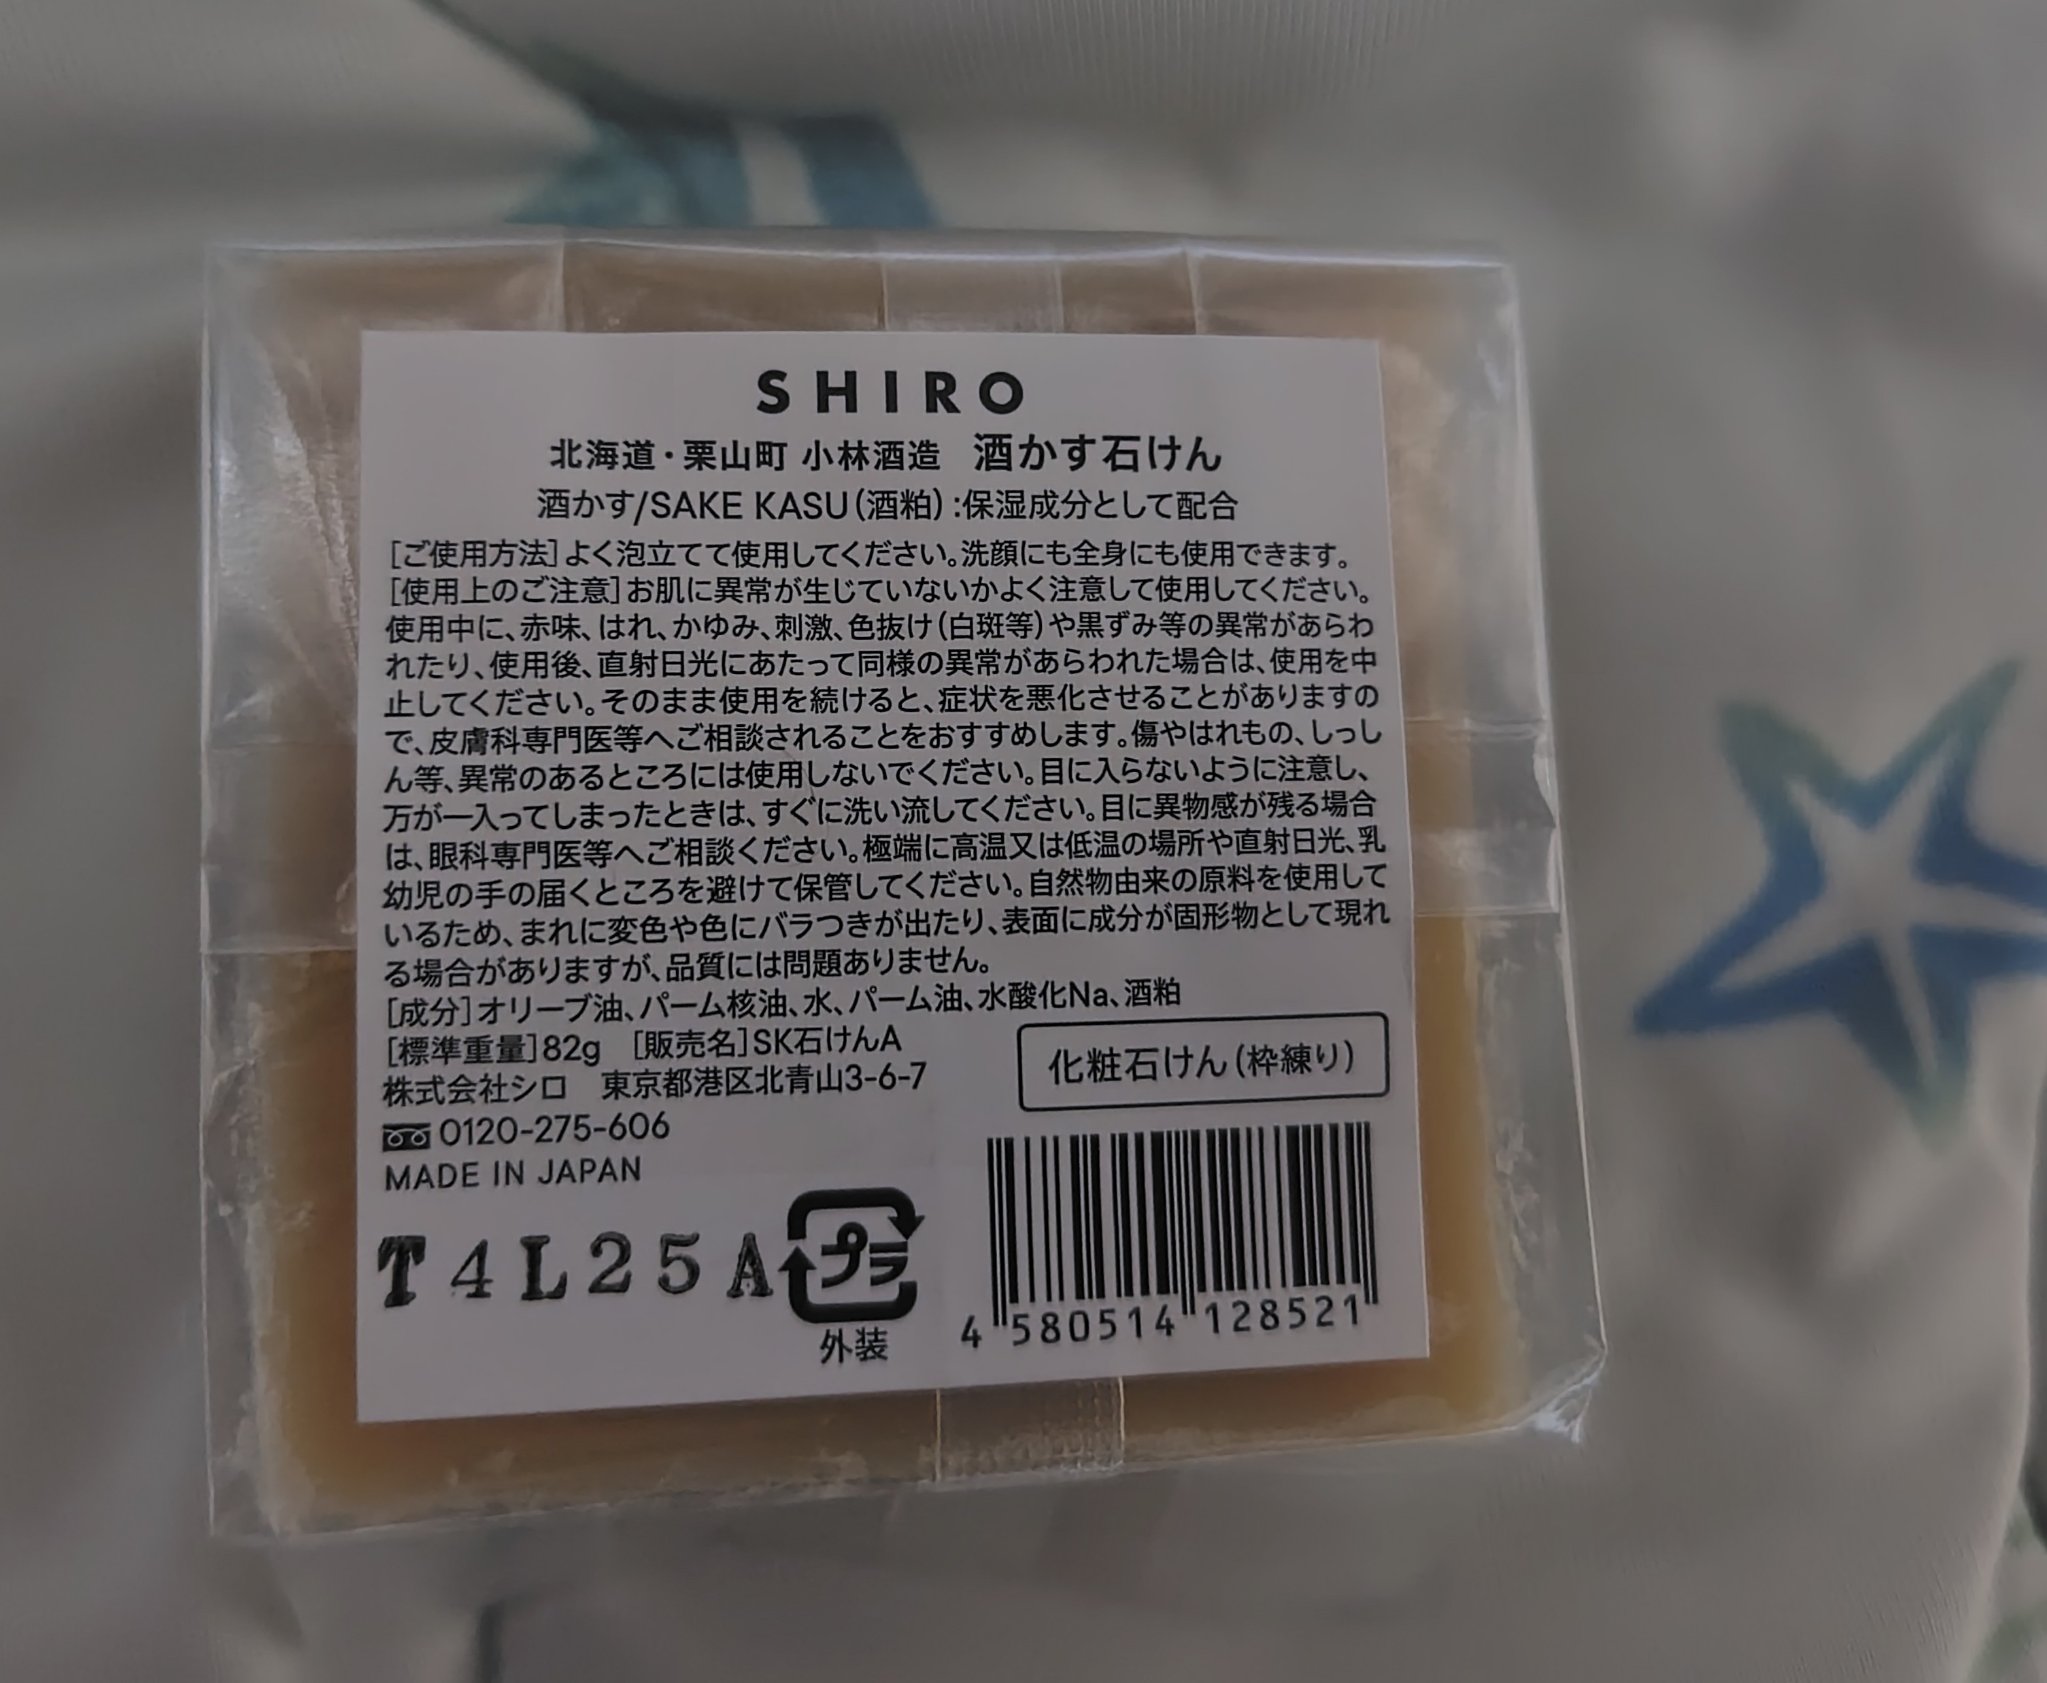 SHIRO
北海道・栗山町 小林酒造 酒かす石けん
酒かす/SAKE KASU(酒粕):保湿成分として配合
[ご使用方法]よく泡立てて使用してください。洗顔にも全身にも使用できます。
[使用上のご注意]お肌に異常が生じていないかよく注意して使用してください。
使用中に、赤味、はれ、かゆみ、刺激、色抜け(白斑等)や黒ずみ等の異常があらわ
れたり、使用後、直射日光にあたって同様の異常があらわれた場合は、使用を中
止してください。そのまま使用を続けると、症状を悪化させることがありますの
で、皮膚科専門医等へご相談されることをおすすめします。傷やはれもの、しっし
ん等、異常のあるところには使用しないでください。目に入らないように注意し、
万が一入ってしまったときは、すぐに洗い流してください。目に異物感が残る場合
は、眼科専門医等へご相談ください。極端に高温又は低温の場所や直射日光、乳
幼児の手の届くところを避けて保管してください。自然物由来の原料を使用して
いるため、まれに変色や色にバラつきが出たり、表面に成分が固形物として現れ
る場合がありますが、品質には問題ありません。
[成分]オリーブ油、パーム核油、水、パーム油、水酸化Na、酒粕
[標準重量]82g [販売名]SK石けんA
株式会社シロ 東京都港区北青山3-6-7
化粧石けん(枠練り)
0120-275-606
MADE IN JAPAN
T4L25A
プラ
外装
4 580514 128521